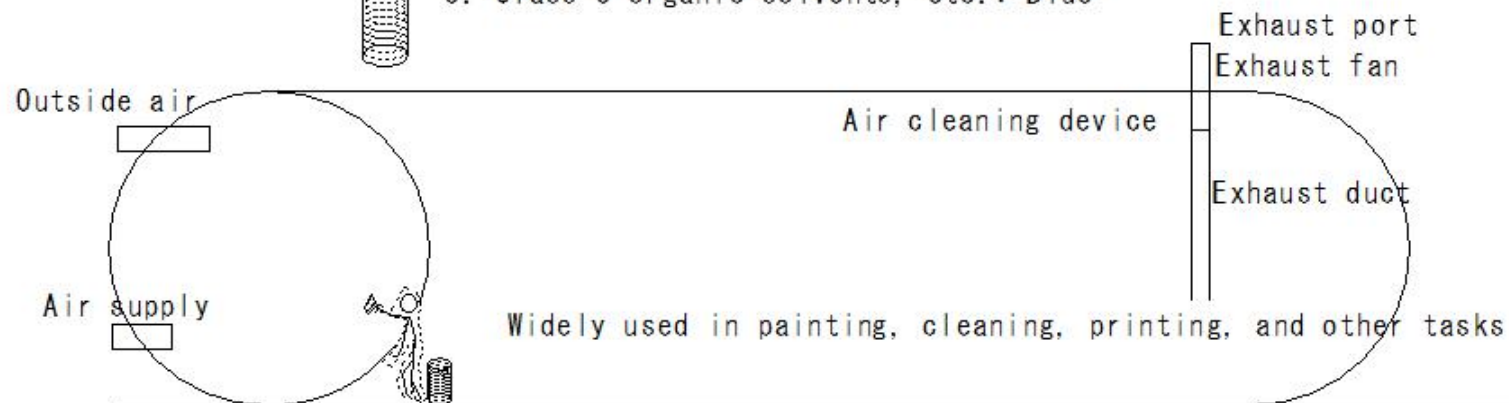 Exhaust port
Exhaust fan
Outside air
Air cleaning device
Exhaust duct
Air supply
Widely used in painting, cleaning, printing, and other tasks